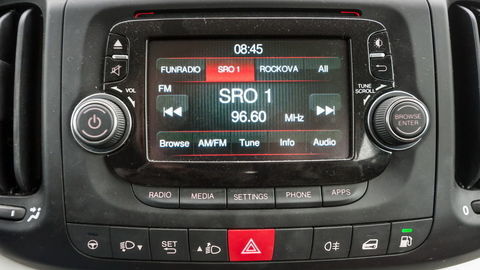 08:45
FUNRADIO SRO 1 ROCKOVA All
FM
SRO 1
96.60 MHz
Browse AM/FM Tune Info Audio
VOL
TUNE
SCROLL
BROWSE
ENTER
RADIO MEDIA SETTINGS PHONE APPS
SET
0